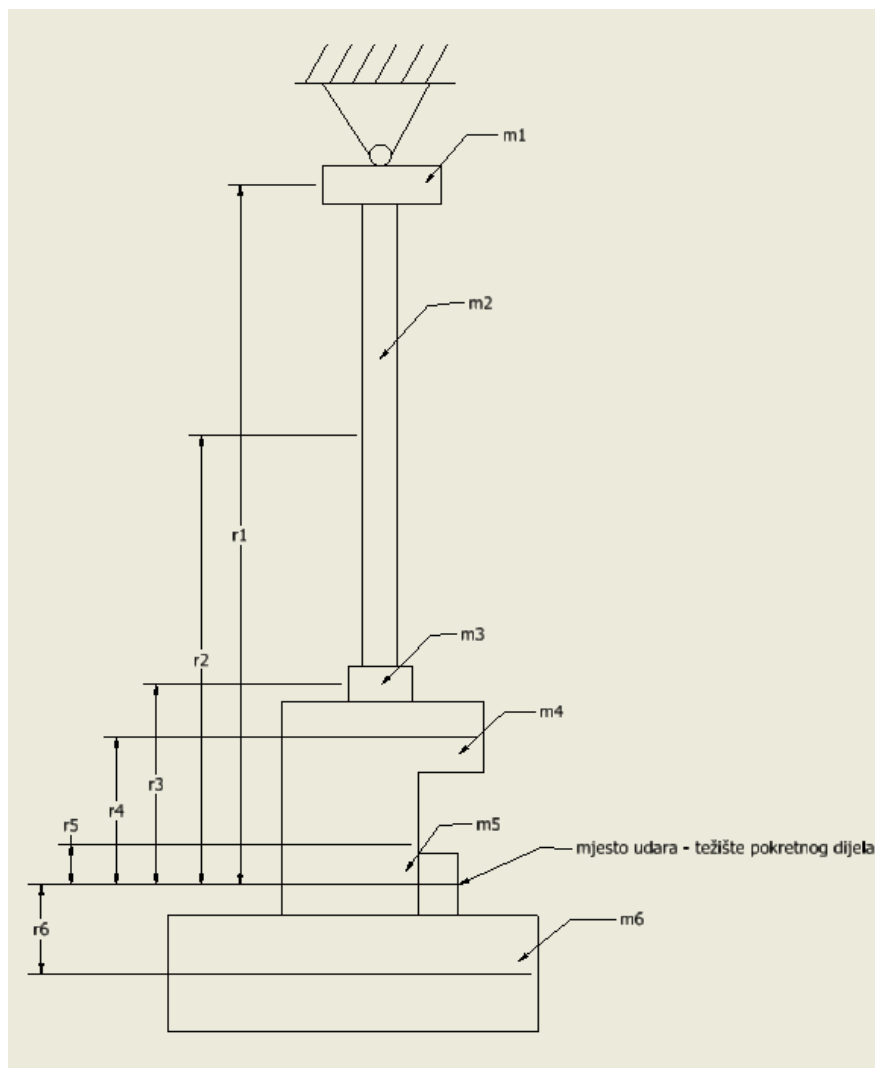 m1
m2
r1
m3
r2
m4
r3
r4
m5
r5
mjesto udara - težište pokretnog dijela
m6
r6